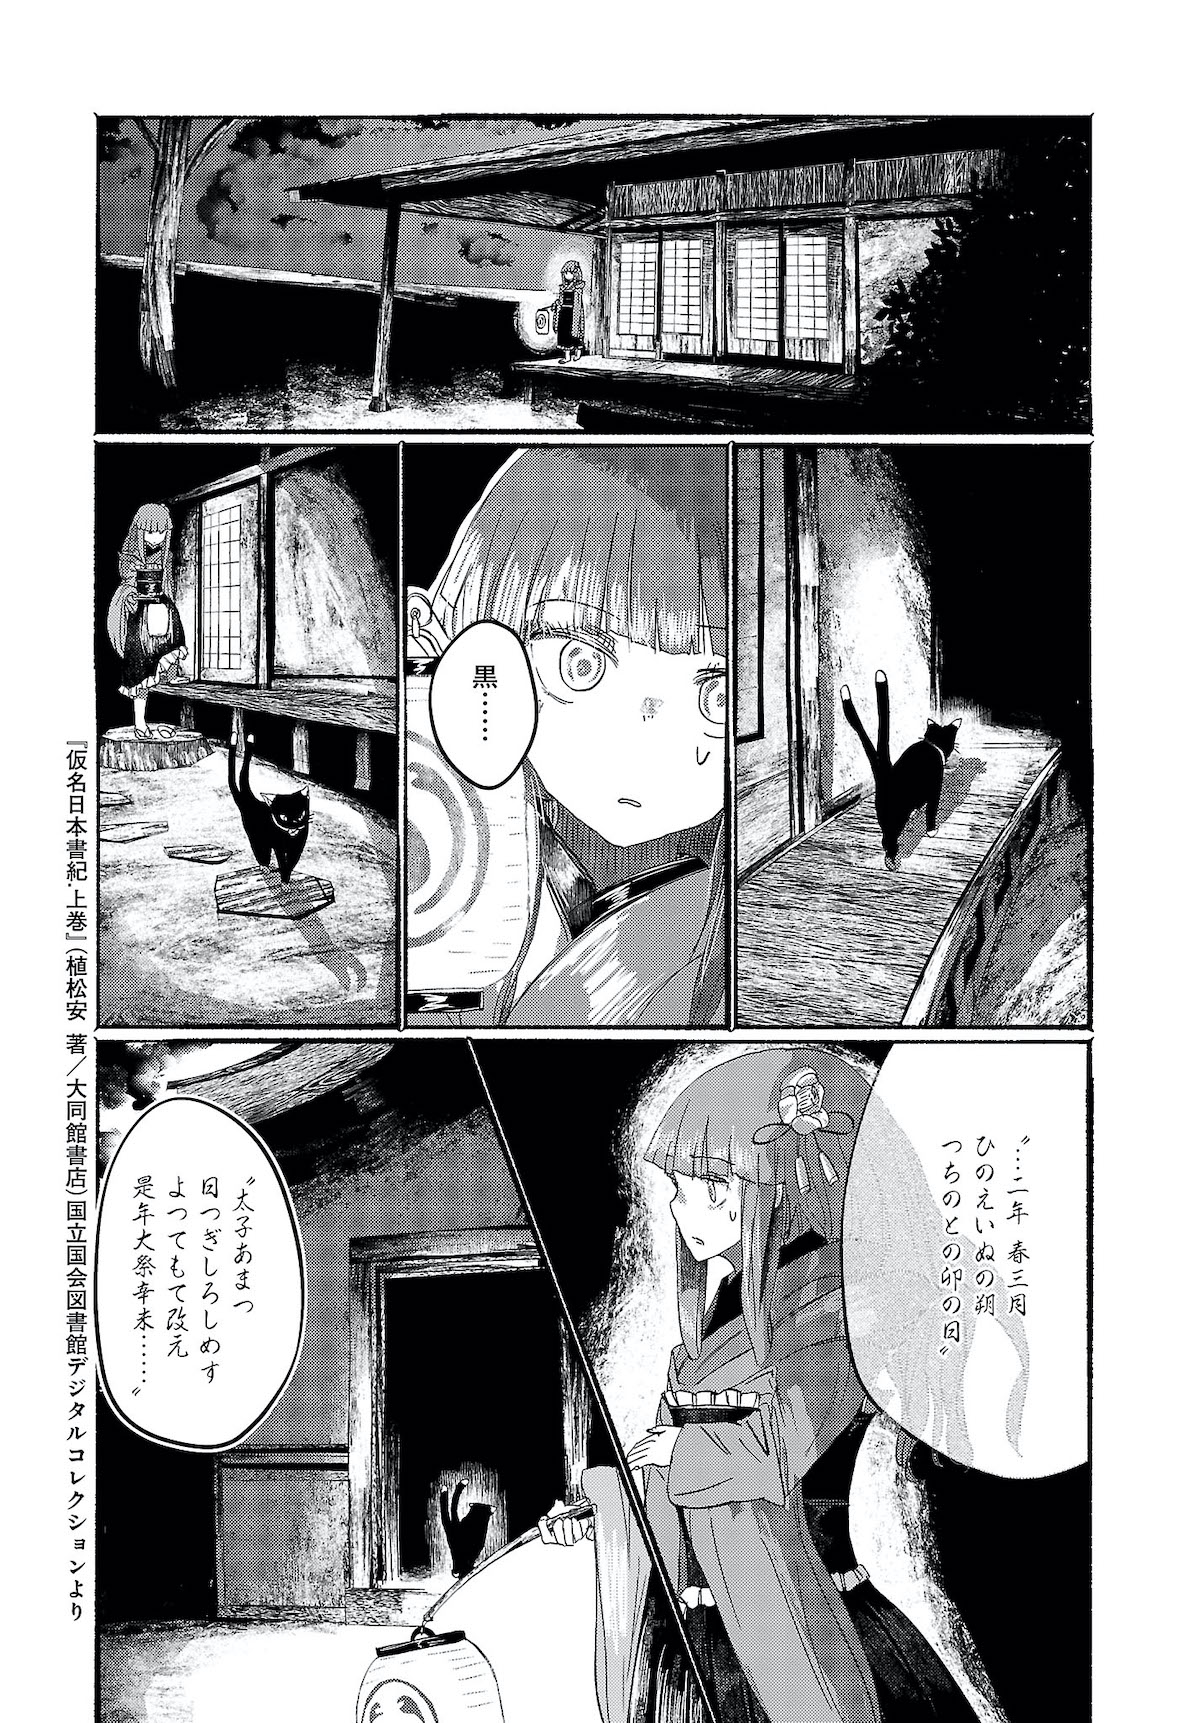 黒……
〝…二年 春三月
ひのえいぬの朔
つちのとの卯の日〟
〝太子あまつ
日つぎしろしめす
よつてもて改元
是年大祭辛未……〟
『仮名日本書紀・上巻』（植松安 著／大同館書店）国立国会図書館デジタルコレクションより